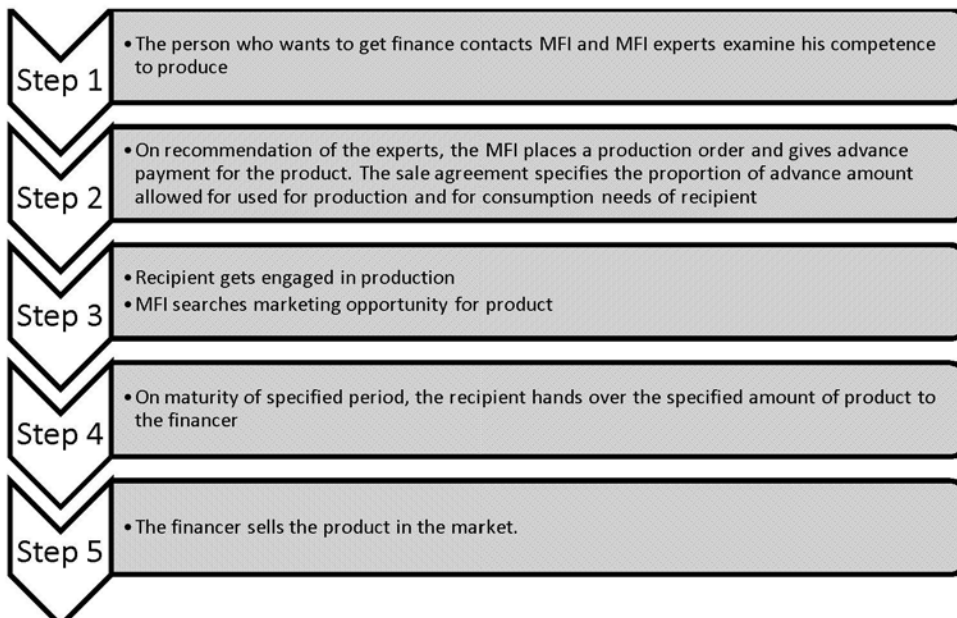 Step 1
• The person who wants to get finance contacts MFI and MFI experts examine his competence
to produce
Step 2
• On recommendation of the experts, the MFI places a production order and gives advance
payment for the product. The sale agreement specifies the proportion of advance amount
allowed for used for production and for consumption needs of recipient
Step 3
• Recipient gets engaged in production
• MFI searches marketing opportunity for product
Step 4
• On maturity of specified period, the recipient hands over the specified amount of product to
the financer
Step 5
• The financer sells the product in the market.